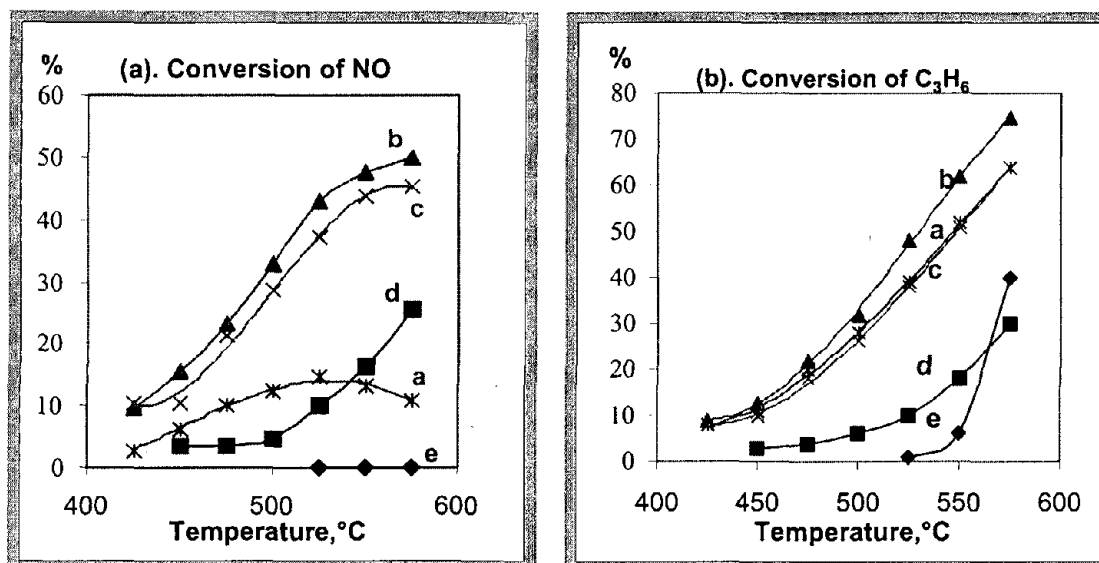 %
(a). Conversion of NO
60
50
40
30
20
10
0
400
500
600
b
c
d
a
e
Temperature,°C
%
(b). Conversion of C₃H₆
80
70
60
50
40
30
20
10
0
400
450
500
550
600
b
a
c
d
e
Temperature,°C